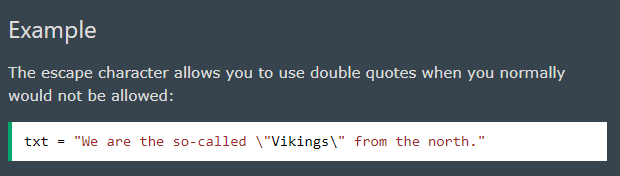 Example
The escape character allows you to use double quotes when you normally
would not be allowed:
txt = "We are the so-called \"Vikings\" from the north."